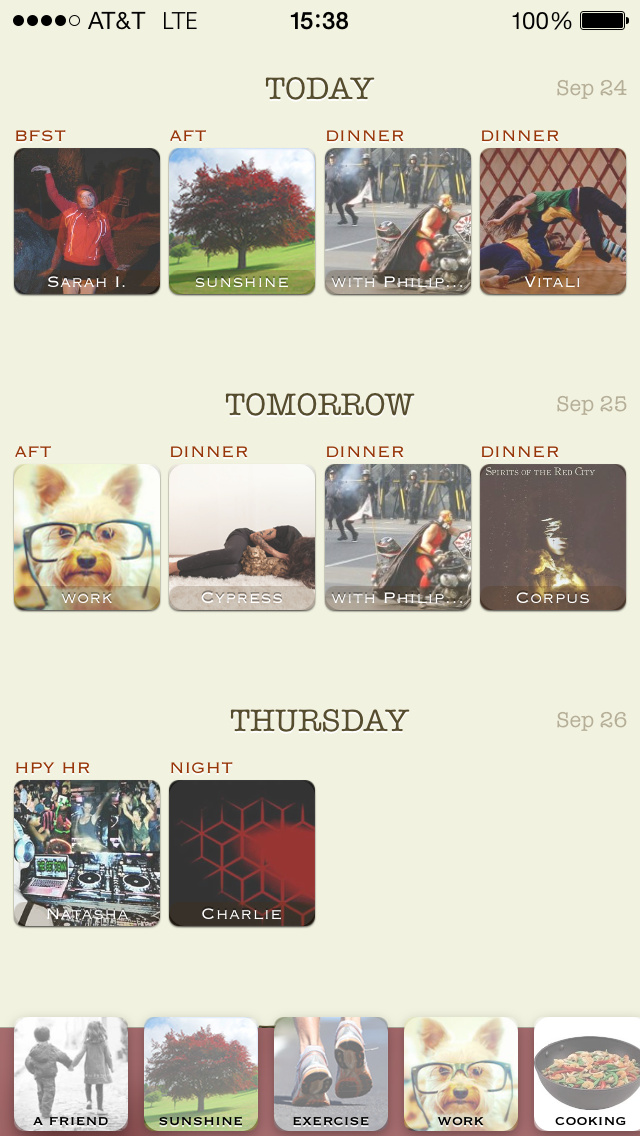 AT&T LTE 15:38 100%
TODAY Sep 24
BFST AFT DINNER DINNER
Sarah I. sunshine with Philip... Vitali
TOMORROW Sep 25
AFT DINNER DINNER DINNER
Spirits of the Red City
work Cypress with Philip... Corpus
THURSDAY Sep 26
HPY HR NIGHT
Natasha Charlie
A FRIEND SUNSHINE EXERCISE WORK COOKING